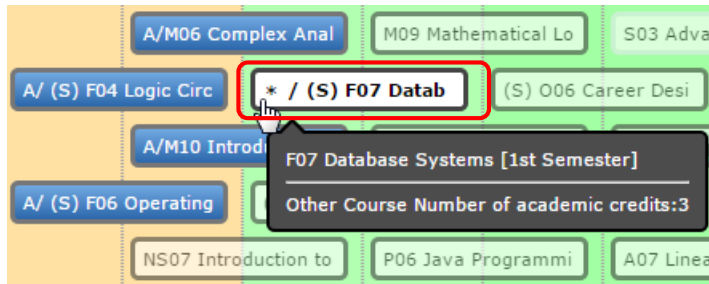 A/M06 Complex Anal
M09 Mathematical Lo
S03 Adva
A/ (S) F04 Logic Circ
* / (S) F07 Datab
(S) O06 Career Desi
A/M10 Introdu
F07 Database Systems [1st Semester]
Other Course Number of academic credits:3
A/ (S) F06 Operating
(
NS07 Introduction to
P06 Java Programmi
A07 Linea